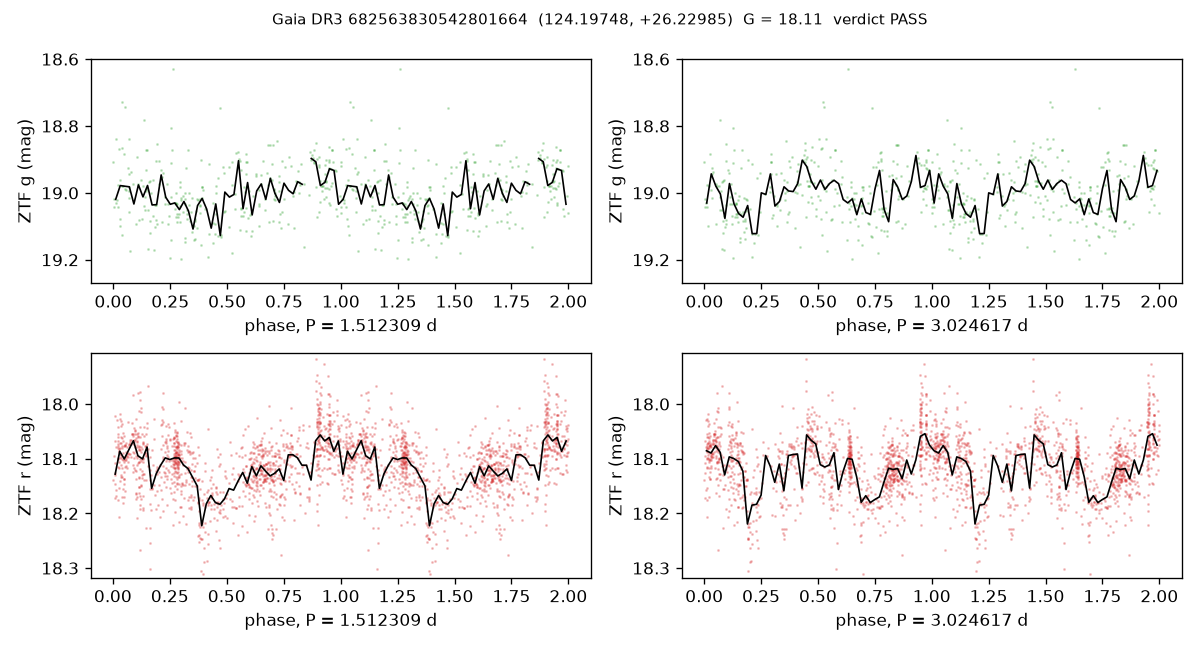 Gaia DR3 682563830542801664 (124.19748, +26.22985) G = 18.11 verdict PASS
ZTF g (mag)
18.6
18.8
19.0
19.2
0.00 0.25 0.50 0.75 1.00 1.25 1.50 1.75 2.00
phase, P = 1.512309 d
ZTF g (mag)
18.6
18.8
19.0
19.2
0.00 0.25 0.50 0.75 1.00 1.25 1.50 1.75 2.00
phase, P = 3.024617 d
ZTF r (mag)
18.0
18.1
18.2
18.3
0.00 0.25 0.50 0.75 1.00 1.25 1.50 1.75 2.00
phase, P = 1.512309 d
ZTF r (mag)
18.0
18.1
18.2
18.3
0.00 0.25 0.50 0.75 1.00 1.25 1.50 1.75 2.00
phase, P = 3.024617 d